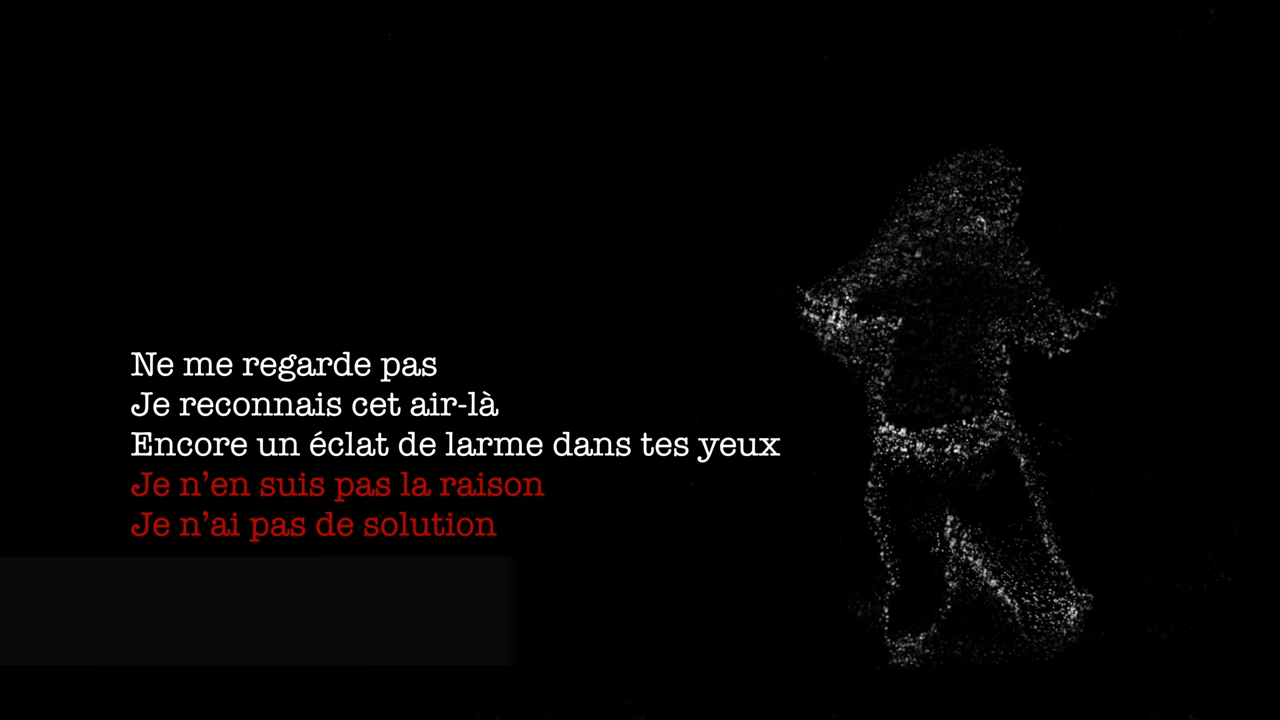 Ne me regarde pas
Je reconnais cet air-là
Encore un éclat de larme dans tes yeux
Je n’en suis pas la raison
Je n’ai pas de solution